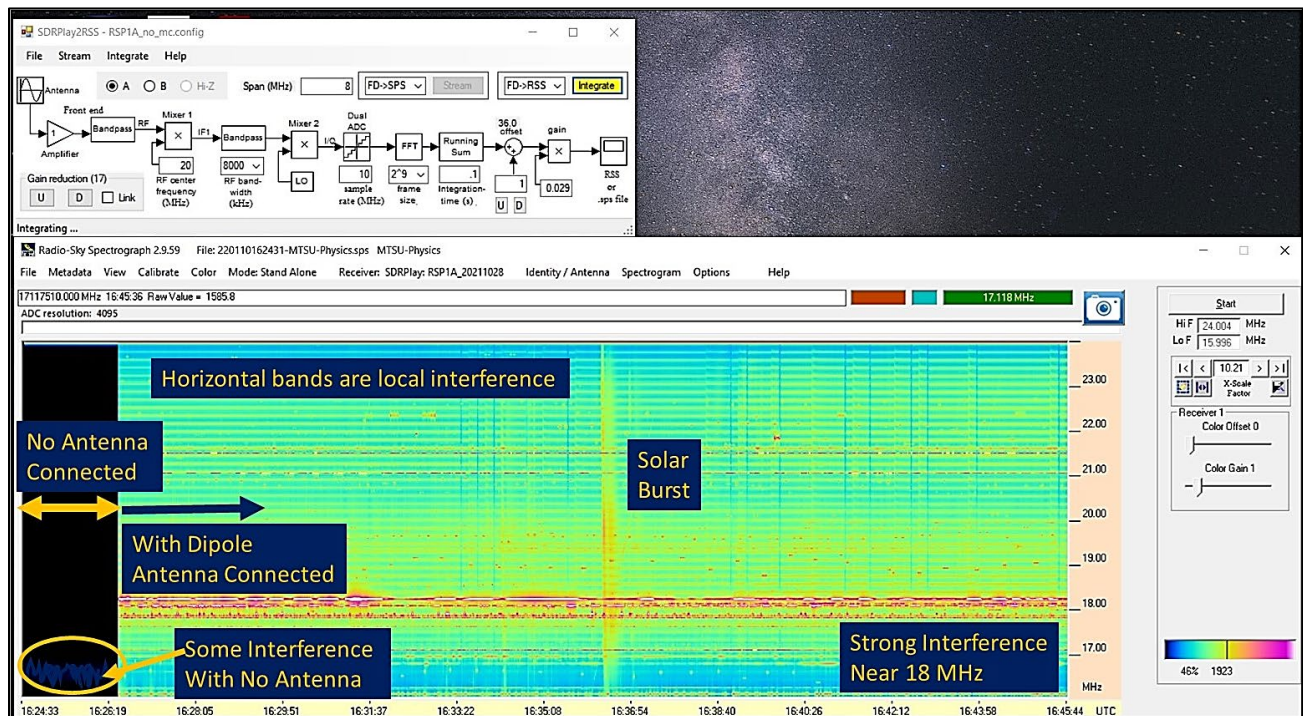 SDRPlay2RSS - RSP1A_no_mc.config
File Stream Integrate Help
Antenna
A B Hi-Z Span (MHz) 8 FD->SPS Stream FD->RSS Integrate
Front end
Bandpass RF Mixer 1 IF1 Bandpass Mixer 2 I/Q Dual ADC FFT Running Sum 36.0 offset gain
1 × × + + ×
Amplifier
20 8000 LO 10 2^9 .1 1 0.029 RSS or .sps file
RF center frequency (MHz) RF band-width (kHz) sample rate (MHz) frame size, Integration-time (s), U D
Gain reduction (17)
U D Link
Integrating ...
Radio-Sky Spectrograph 2.9.59 File: 220110162431-MTSU-Physics.sps MTSU-Physics
File Metadata View Calibrate Color Mode: Stand Alone Receiver: SDRPlay: RSP1A_20211028 Identity / Antenna Spectrogram Options Help
17117510.000 MHz 16:45:36 Raw Value = 1585.8
17.118 MHz
ADC resolution: 4095
Start
Hi F 24.004 MHz
Lo F 15.996 MHz
|< < 10.21 > >|
X-Scale Factor
Receiver 1
Color Offset 0
Color Gain 1
46% 1923
Horizontal bands are local interference
No Antenna
Connected
Solar
Burst
With Dipole
Antenna Connected
Some Interference
With No Antenna
Strong Interference
Near 18 MHz
23.00
22.00
21.00
20.00
19.00
18.00
17.00
MHz
16:24:33 16:26:19 16:28:05 16:29:51 16:31:37 16:33:22 16:35:08 16:36:54 16:38:40 16:40:26 16:42:12 16:43:58 16:45:44 UTC